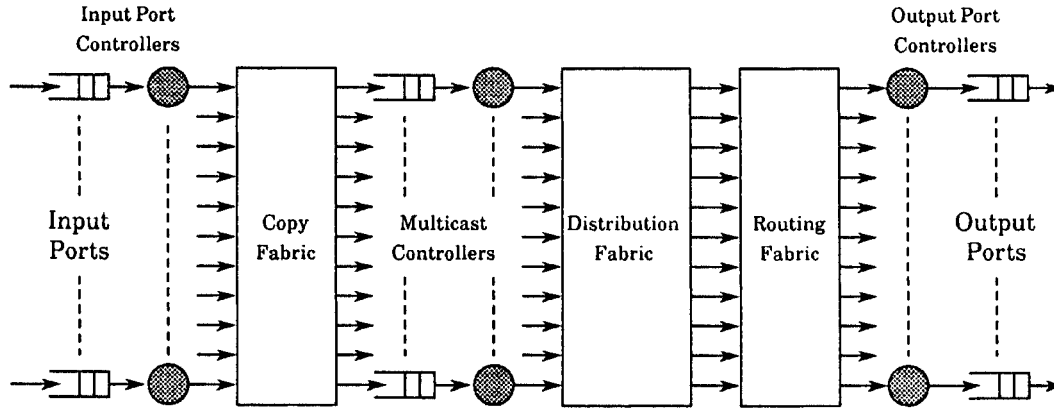 Input Port
Controllers
Output Port
Controllers
Input
Ports
Copy
Fabric
Multicast
Controllers
Distribution
Fabric
Routing
Fabric
Output
Ports